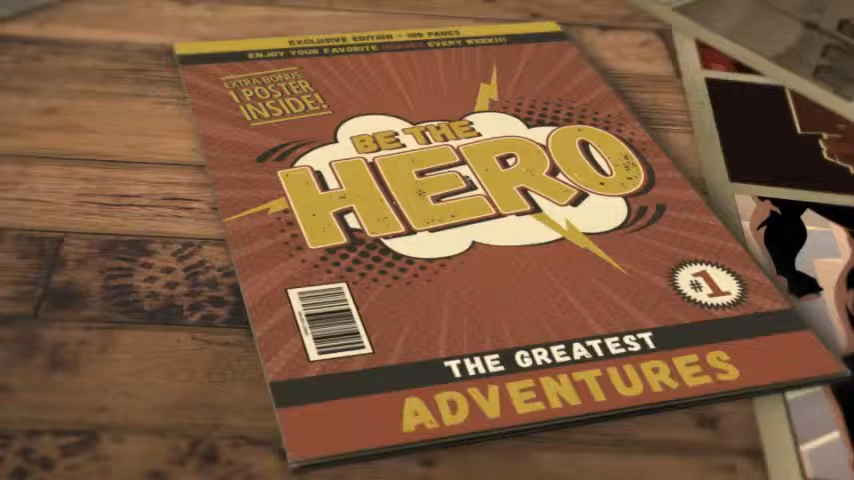 EXCLUSIVE EDITION - 100 PAGES
ENJOY YOUR FAVORITE HEROES EVERY WEEK!!!
EXTRA BONUS
1 POSTER
INSIDE!
BE THE
HERO
#1
THE GREATEST
ADVENTURES